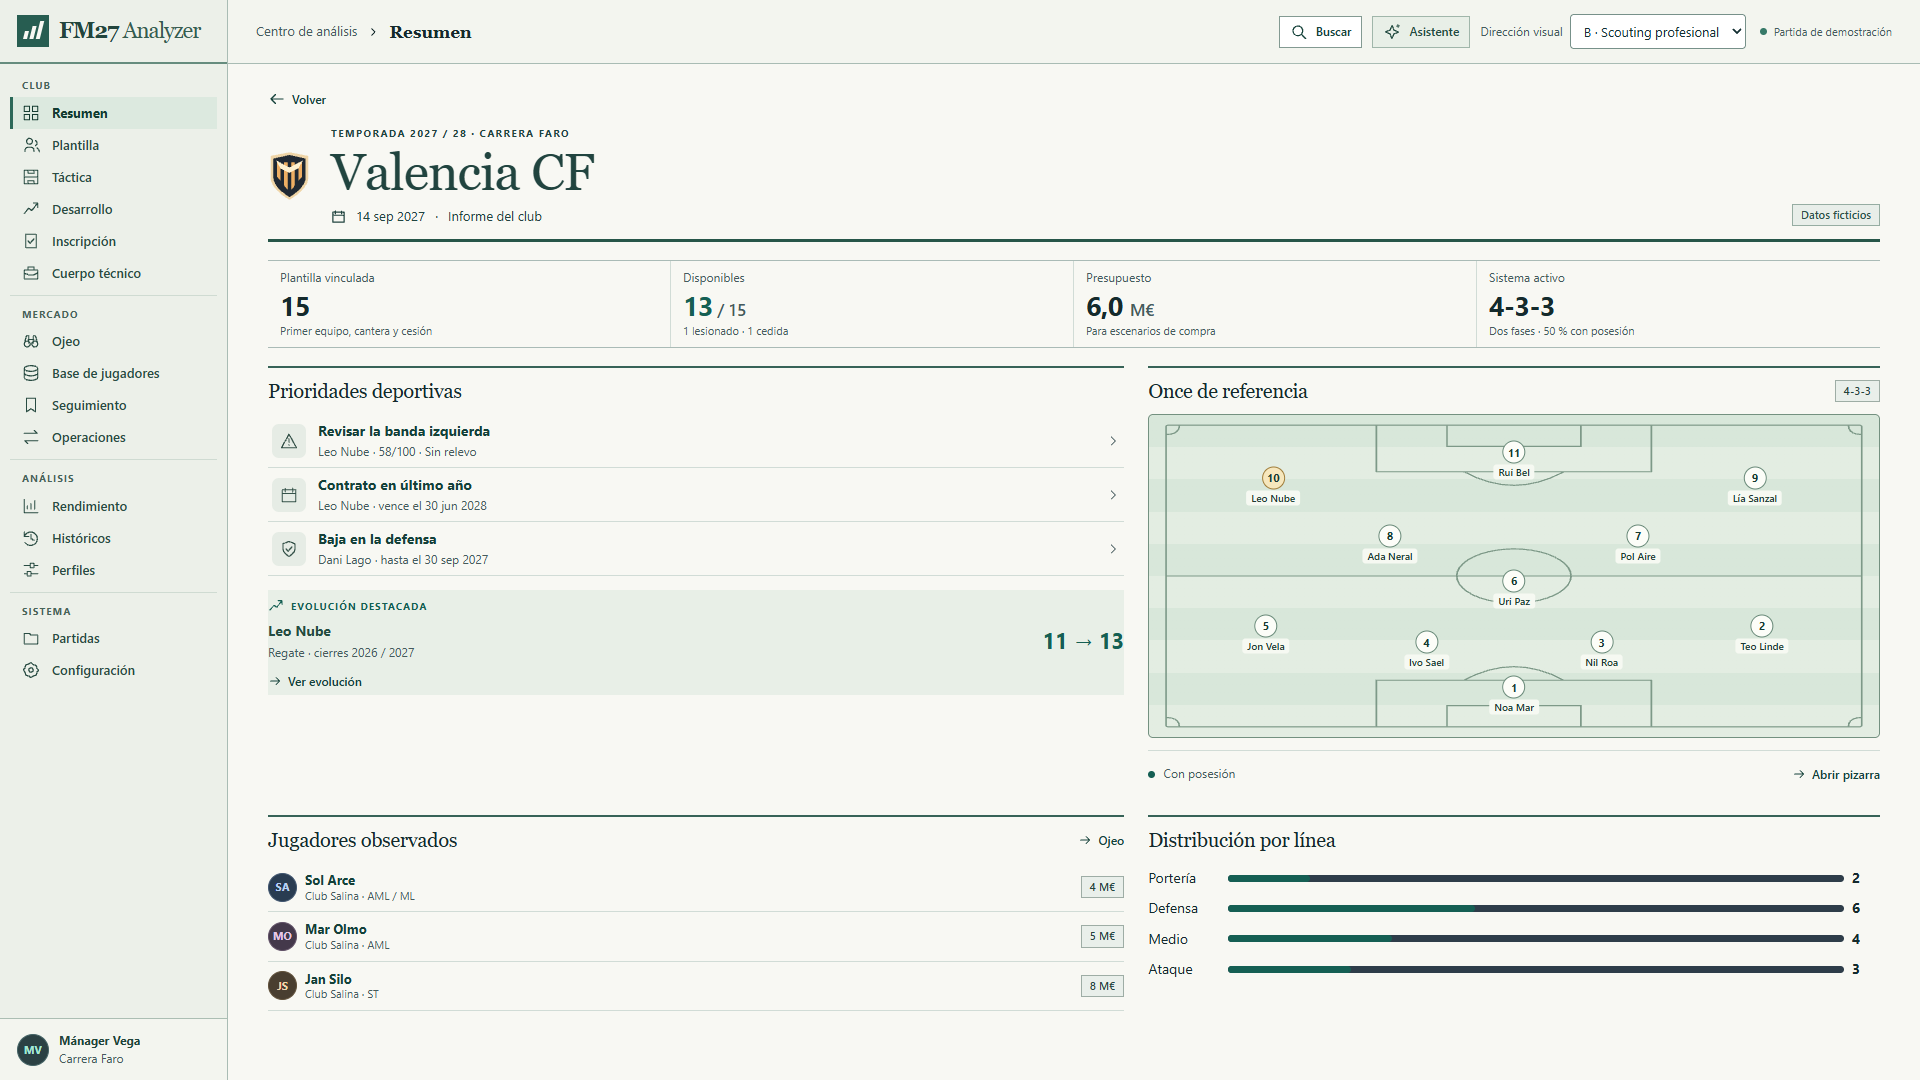 FM27 Analyzer
Centro de análisis > Resumen
Buscar
Asistente
Dirección visual
B · Scouting profesional
Partida de demostración
CLUB
Resumen
Plantilla
Táctica
Desarrollo
Inscripción
Cuerpo técnico
MERCADO
Ojeo
Base de jugadores
Seguimiento
Operaciones
ANÁLISIS
Rendimiento
Históricos
Perfiles
SISTEMA
Partidas
Configuración
MV
Mánager Vega
Carrera Faro
← Volver
TEMPORADA 2027 / 28 · CARRERA FARO
Valencia CF
14 sep 2027 · Informe del club
Datos ficticios
Plantilla vinculada
15
Primer equipo, cantera y cesión
Disponibles
13 / 15
1 lesionado · 1 cedida
Presupuesto
6,0 M€
Para escenarios de compra
Sistema activo
4-3-3
Dos fases · 50 % con posesión
Prioridades deportivas
Revisar la banda izquierda
Leo Nube · 58/100 · Sin relevo
Contrato en último año
Leo Nube · vence el 30 jun 2028
Baja en la defensa
Dani Lago · hasta el 30 sep 2027
EVOLUCIÓN DESTACADA
Leo Nube
Regate · cierres 2026 / 2027
11 → 13
→ Ver evolución
Once de referencia
4-3-3
11
Rui Bel
10
Leo Nube
9
Lía Sanzal
8
Ada Neral
7
Pol Aire
6
Uri Paz
5
Jon Vela
4
Ivo Sael
3
Nil Roa
2
Teo Linde
1
Noa Mar
Con posesión
→ Abrir pizarra
Jugadores observados
→ Ojeo
SA
Sol Arce
Club Salina · AML / ML
4 M€
MO
Mar Olmo
Club Salina · AML
5 M€
JS
Jan Silo
Club Salina · ST
8 M€
Distribución por línea
Portería 2
Defensa 6
Medio 4
Ataque 3